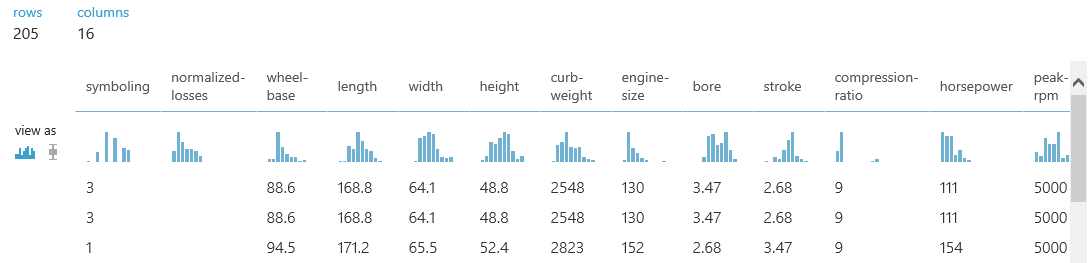 rows columns
205 16
symboling normalized-losses wheel-base length width height curb-weight engine-size bore stroke compression-ratio horsepower peak-rpm
view as
3 88.6 168.8 64.1 48.8 2548 130 3.47 2.68 9 111 5000
3 88.6 168.8 64.1 48.8 2548 130 3.47 2.68 9 111 5000
1 94.5 171.2 65.5 52.4 2823 152 2.68 3.47 9 154 5000